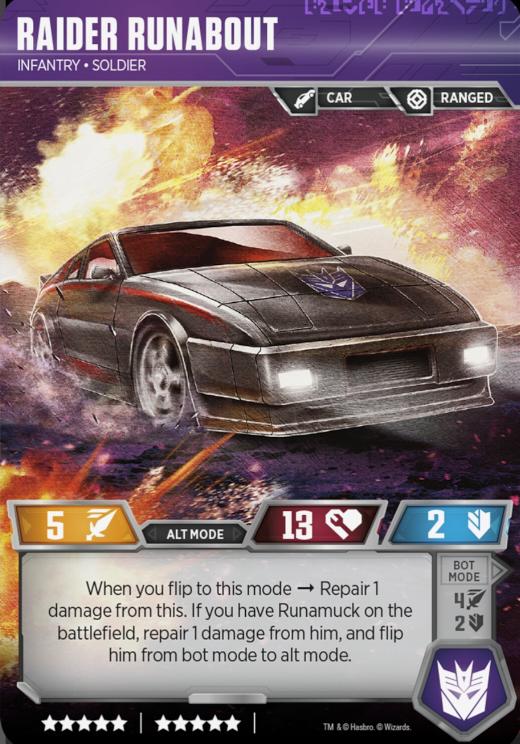 RAIDER RUNABOUT
INFANTRY • SOLDIER
CAR
RANGED
5
ALT MODE
13
2
BOT
MODE
4
2
When you flip to this mode → Repair 1
damage from this. If you have Runamuck on the
battlefield, repair 1 damage from him, and flip
him from bot mode to alt mode.
TM & © Hasbro. © Wizards.